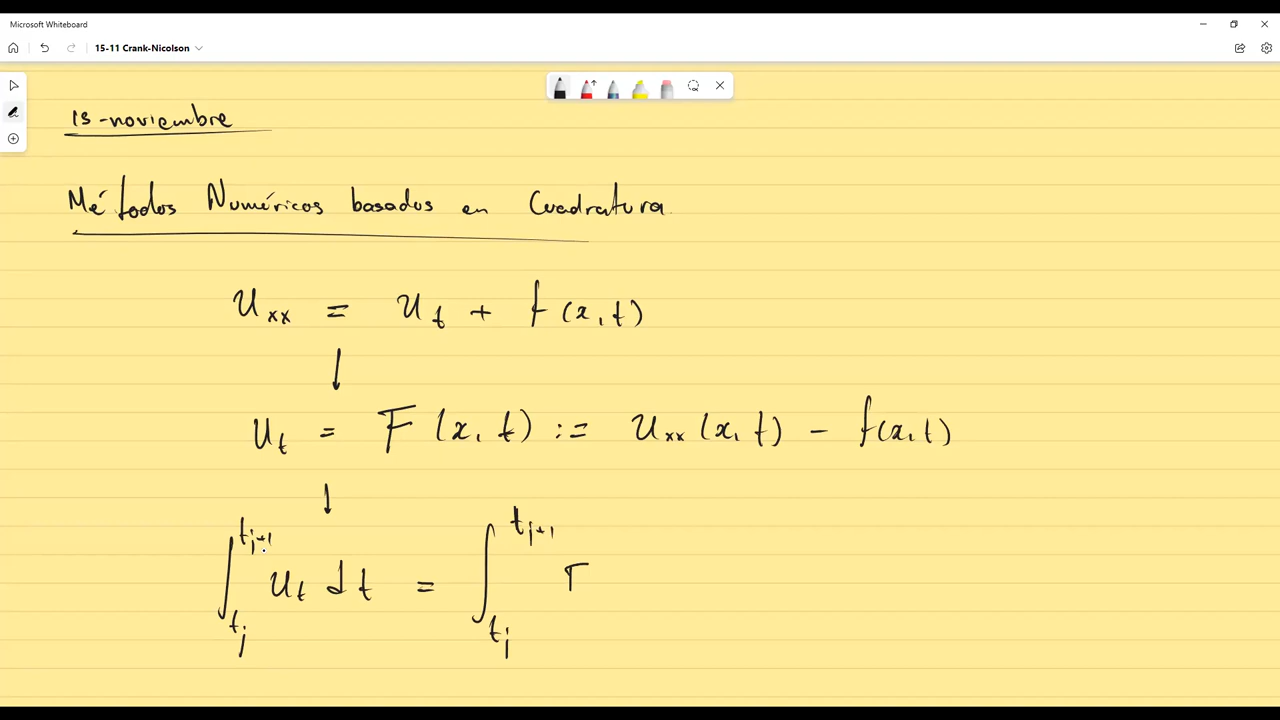 Microsoft Whiteboard
15-11 Crank-Nicolson
15-noviembre
Métodos Numéricos basados en Cuadratura.
u_xx = u_t + f(x,t)
↓
u_t = F(x,t) := u_xx(x,t) - f(x,t)
↓
∫_{t_j}^{t_{j+1}} u_t dt = ∫_{t_j}^{t_{j+1}}